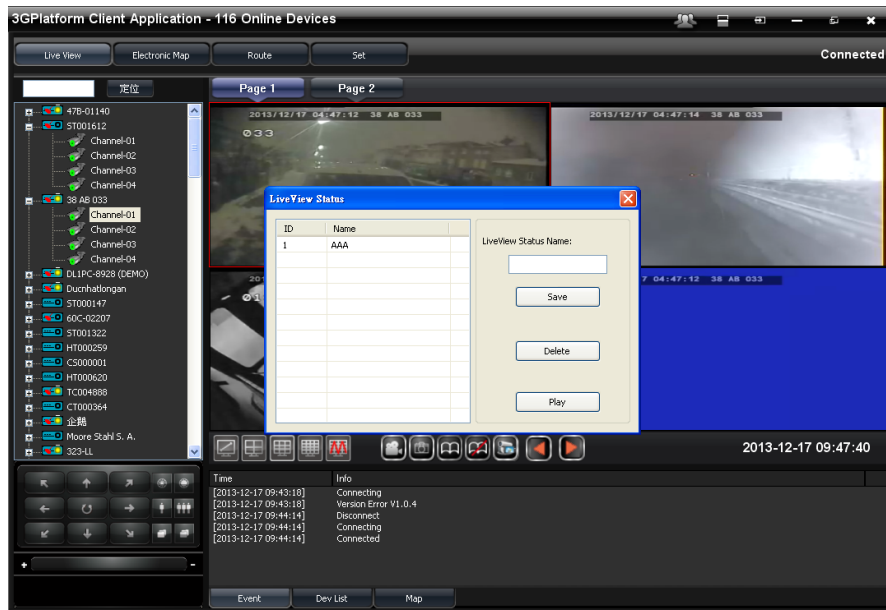 3GPlatform Client Application - 116 Online Devices
Live View Electronic Map Route Set Connected
定位 Page 1 Page 2
47B-01140
ST001612
Channel-01
Channel-02
Channel-03
Channel-04
38 AB 033
Channel-01
Channel-02
Channel-03
Channel-04
DL1PC-8928 (DEMO)
Ducnhatlongan
ST000147
60C-02207
ST001322
HT000259
CS000001
HT000620
TC004888
CT000364
企鵝
Moore Stahl S. A.
323-LL
2013/12/17 04:47:12 38 AB 033
033
2013/12/17 04:47:14 38 AB 033
20
01
7 04:47:12 38 AB 033
LiveView Status
ID Name
1 AAA
LiveView Status Name:
Save
Delete
Play
2013-12-17 09:47:40
Time Info
[2013-12-17 09:43:18] Connecting
[2013-12-17 09:43:18] Version Error V1.0.4
[2013-12-17 09:44:14] Disconnect
[2013-12-17 09:44:14] Connecting
[2013-12-17 09:44:14] Connected
+ -
Event Dev List Map